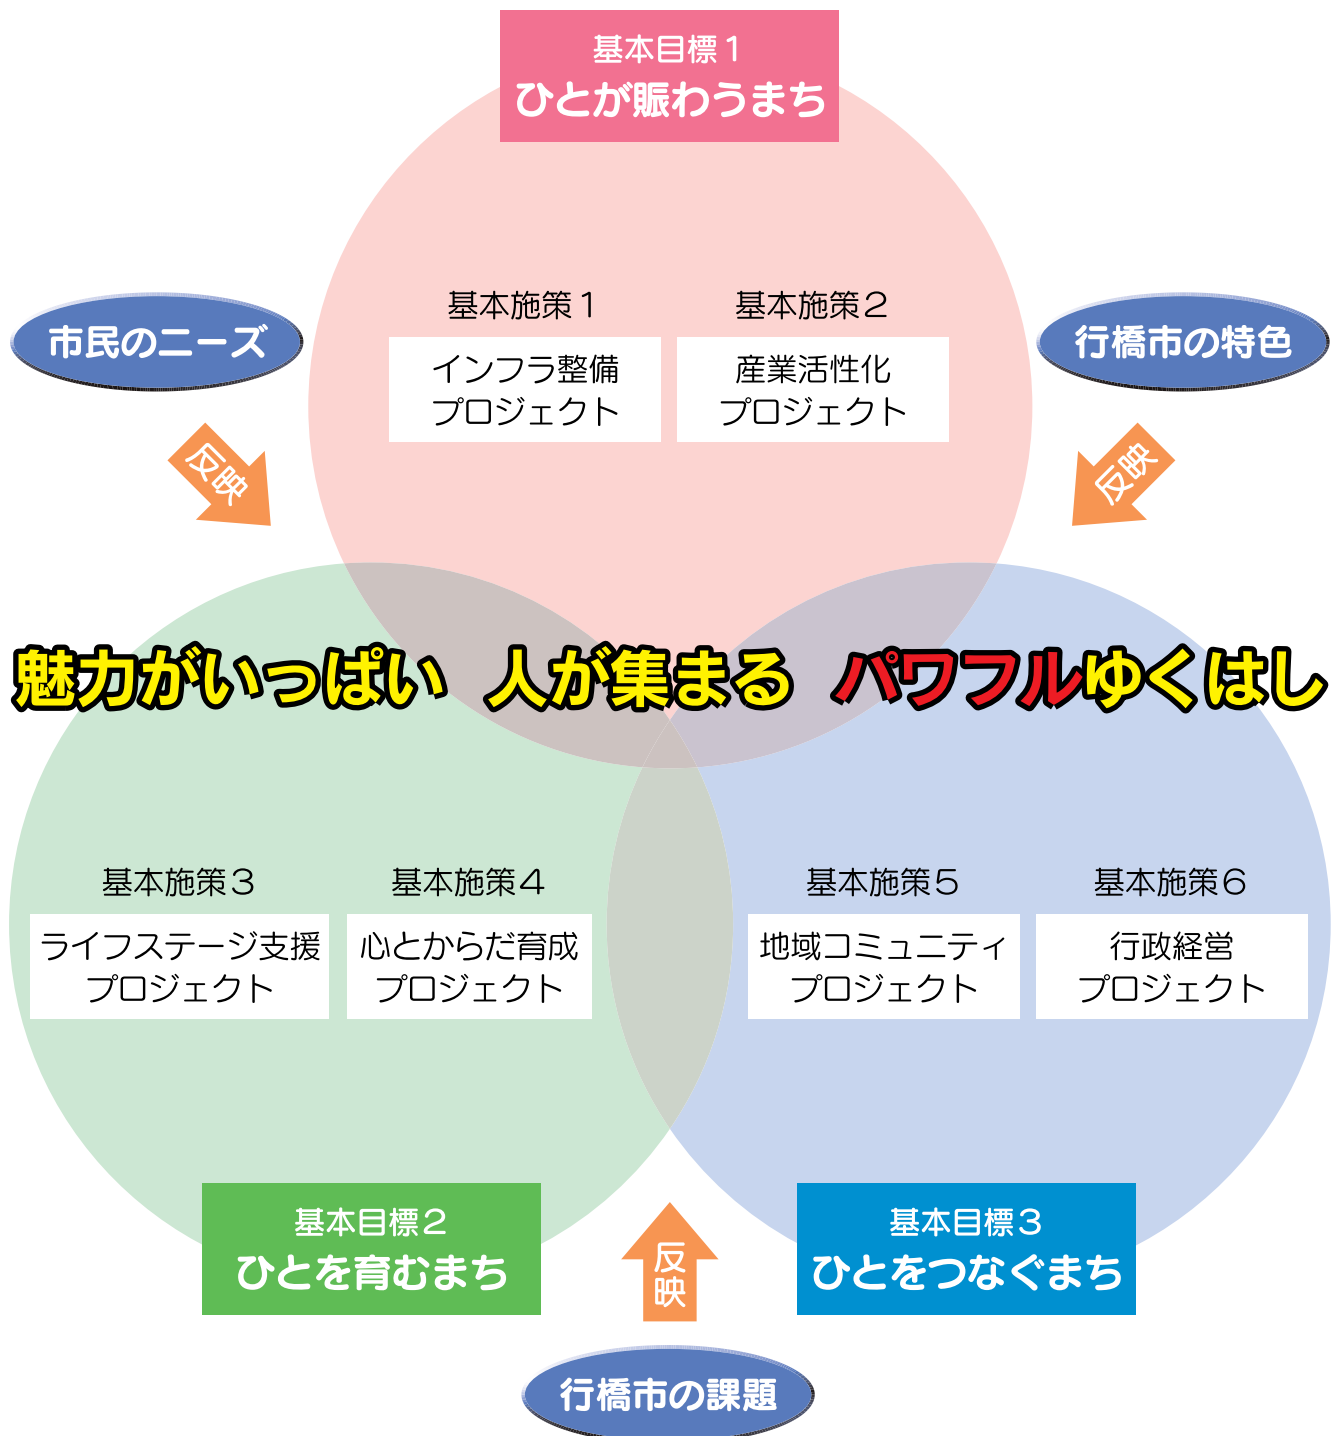 基本目標１
ひとが賑わうまち
基本施策１
インフラ整備
プロジェクト
基本施策２
産業活性化
プロジェクト
市民のニーズ
行橋市の特色
反映
反映
魅力がいっぱい　人が集まる　パワフルゆくはし
基本施策３
ライフステージ支援
プロジェクト
基本施策４
心とからだ育成
プロジェクト
基本施策５
地域コミュニティ
プロジェクト
基本施策６
行政経営
プロジェクト
基本目標２
ひとを育むまち
反映
基本目標３
ひとをつなぐまち
行橋市の課題